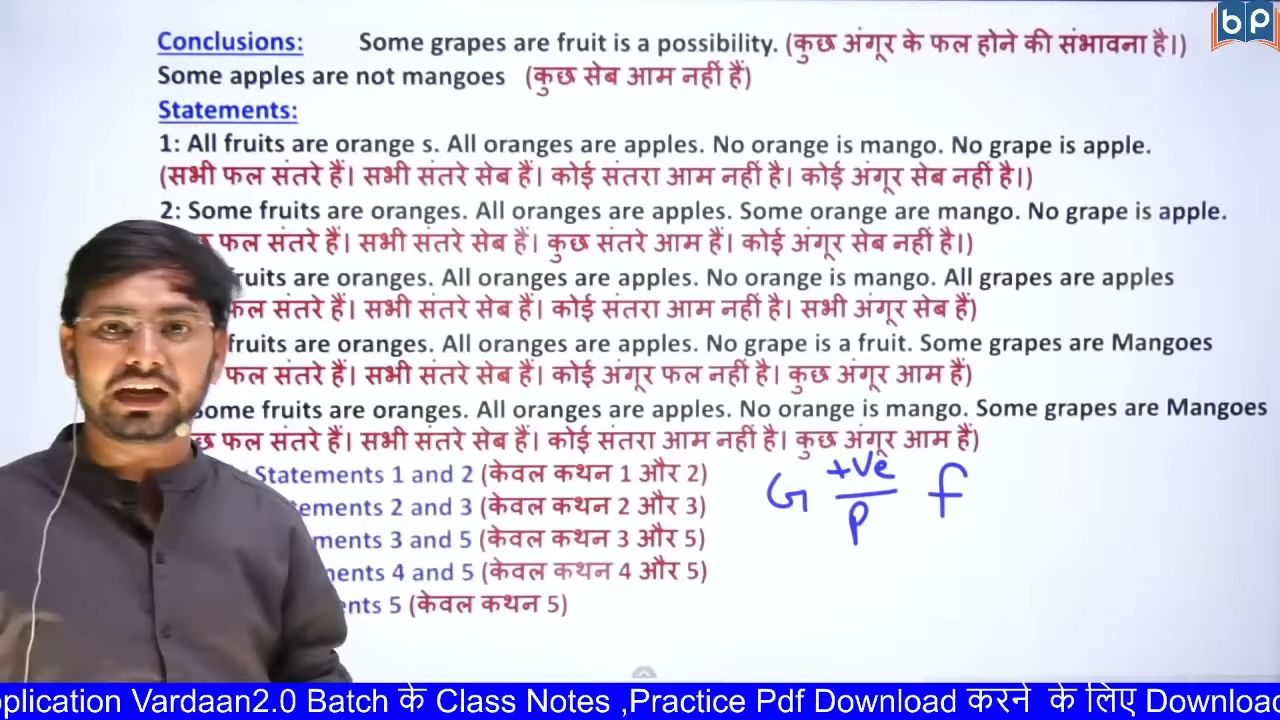 bp
Conclusions: Some grapes are fruit is a possibility. (कुछ अंगूर के फल होने की संभावना है।)
Some apples are not mangoes (कुछ सेब आम नहीं हैं)
Statements:
1: All fruits are orange s. All oranges are apples. No orange is mango. No grape is apple.
(सभी फल संतरे हैं। सभी संतरे सेब हैं। कोई संतरा आम नहीं है। कोई अंगूर सेब नहीं है।)
2: Some fruits are oranges. All oranges are apples. Some orange are mango. No grape is apple.
फल संतरे हैं। सभी संतरे सेब हैं। कुछ संतरे आम हैं। कोई अंगूर सेब नहीं है।)
ruits are oranges. All oranges are apples. No orange is mango. All grapes are apples
फल संतरे हैं। सभी संतरे सेब हैं। कोई संतरा आम नहीं है। सभी अंगूर सेब हैं)
fruits are oranges. All oranges are apples. No grape is a fruit. Some grapes are Mangoes
फल संतरे हैं। सभी संतरे सेब हैं। कोई अंगूर फल नहीं है। कुछ अंगूर आम हैं)
Some fruits are oranges. All oranges are apples. No orange is mango. Some grapes are Mangoes
छ फल संतरे हैं। सभी संतरे सेब हैं। कोई संतरा आम नहीं है। कुछ अंगूर आम हैं)
Statements 1 and 2 (केवल कथन 1 और 2)
ements 2 and 3 (केवल कथन 2 और 3)
ments 3 and 5 (केवल कथन 3 और 5)
ents 4 and 5 (केवल कथन 4 और 5)
ents 5 (केवल कथन 5)
G +ve/p f
pplication Vardaan2.0 Batch के Class Notes ,Practice Pdf Download करने के लिए Download